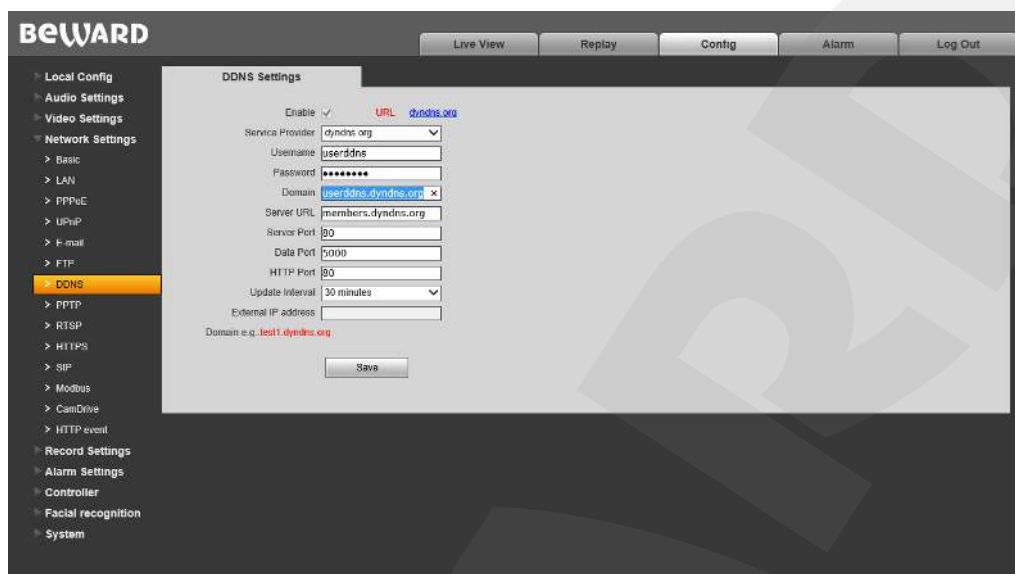 BEWARD
Live View Replay Config Alarm Log Out
Local Config
Audio Settings
Video Settings
Network Settings
> Basic
> LAN
> PPPoE
> UPnP
> E-mail
> FTP
> DDNS
> PPTP
> RTSP
> HTTPS
> SIP
> Modbus
> CamDrive
> HTTP event
Record Settings
Alarm Settings
Controller
Facial recognition
System
DDNS Settings
Enable URL dyndns.org
Service Provider dyndns org
Username userddns
Password ●●●●●●●●
Domain userddns.dyndns.org ×
Server URL members.dyndns.org
Server Port 80
Data Port 5000
HTTP Port 80
Update Interval 30 minutes
External IP address
Domain e.g. test1.dyndns.org
Save